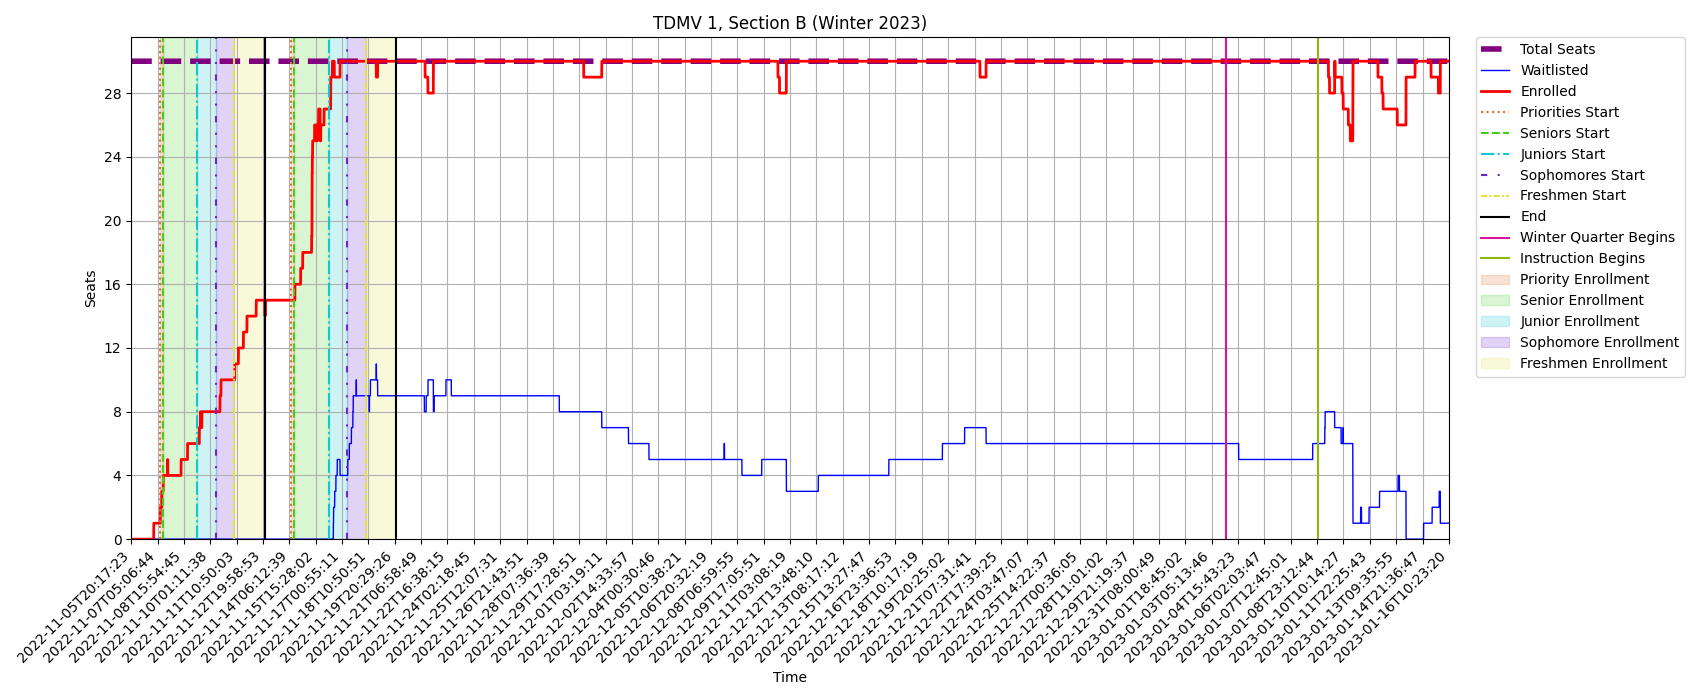 TDMV 1, Section B (Winter 2023)
Seats
28
24
20
16
12
8
4
0
2022-11-05T20:17:23
2022-11-07T05:06:44
2022-11-08T15:54:45
2022-11-10T01:11:38
2022-11-11T10:50:03
2022-11-12T19:58:53
2022-11-14T06:12:39
2022-11-15T15:28:02
2022-11-17T00:55:11
2022-11-18T10:50:51
2022-11-19T20:29:26
2022-11-21T06:58:49
2022-11-22T16:38:15
2022-11-24T02:18:45
2022-11-25T12:07:31
2022-11-26T21:43:51
2022-11-28T07:36:39
2022-11-29T17:28:51
2022-12-01T03:19:11
2022-12-02T14:33:57
2022-12-04T00:30:46
2022-12-05T10:38:21
2022-12-06T20:32:19
2022-12-08T06:59:55
2022-12-09T17:05:51
2022-12-11T03:08:19
2022-12-12T13:48:10
2022-12-13T08:17:12
2022-12-15T13:27:47
2022-12-16T23:36:53
2022-12-18T10:17:19
2022-12-19T20:25:02
2022-12-21T07:31:41
2022-12-22T17:39:25
2022-12-24T03:47:07
2022-12-25T14:22:37
2022-12-27T00:36:05
2022-12-28T11:01:02
2022-12-29T21:19:37
2022-12-31T08:00:49
2023-01-01T18:45:02
2023-01-03T05:13:46
2023-01-04T15:43:23
2023-01-06T02:03:47
2023-01-07T12:45:01
2023-01-08T23:12:44
2023-01-10T10:14:27
2023-01-11T22:25:43
2023-01-13T09:35:55
2023-01-14T21:36:47
2023-01-16T10:23:20
Time
Total Seats
Waitlisted
Enrolled
Priorities Start
Seniors Start
Juniors Start
Sophomores Start
Freshmen Start
End
Winter Quarter Begins
Instruction Begins
Priority Enrollment
Senior Enrollment
Junior Enrollment
Sophomore Enrollment
Freshmen Enrollment